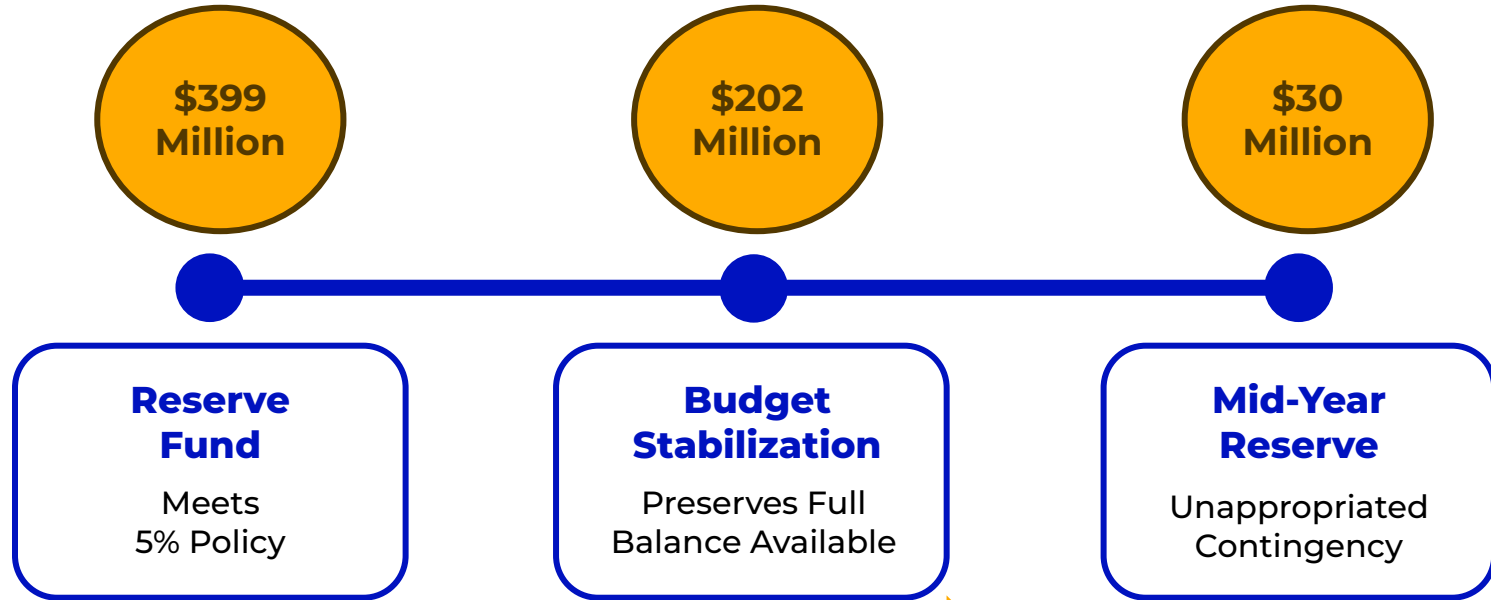 $399
Million
$202
Million
$30
Million
Reserve
Fund
Meets
5% Policy
Budget
Stabilization
Preserves Full
Balance Available
Mid-Year
Reserve
Unappropriated
Contingency